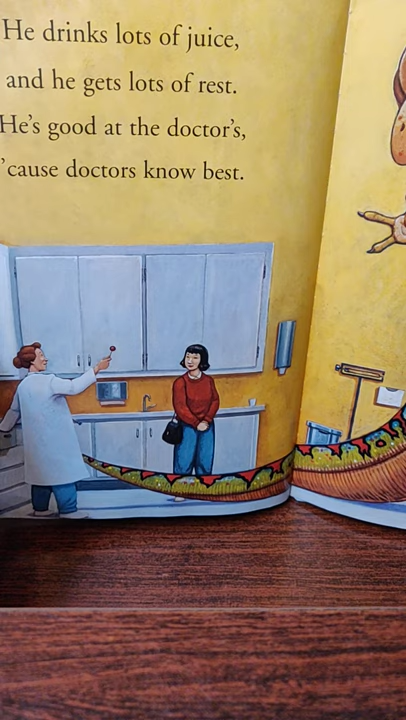 He drinks lots of juice,
and he gets lots of rest.
He's good at the doctor's,
'cause doctors know best.